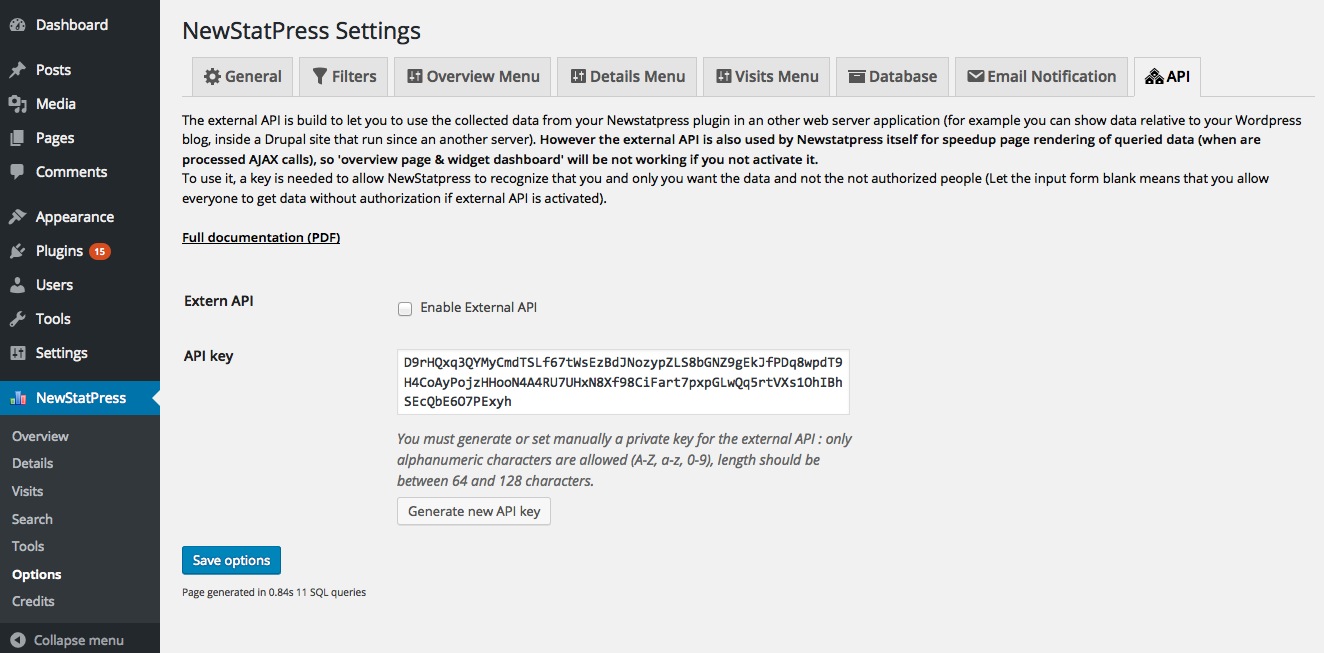 Dashboard
Posts
Media
Pages
Comments
Appearance
Plugins 15
Users
Tools
Settings
NewStatPress
Overview
Details
Visits
Search
Tools
Options
Credits
Collapse menu
NewStatPress Settings
General Filters Overview Menu Details Menu Visits Menu Database Email Notification API
The external API is build to let you to use the collected data from your Newstatpress plugin in an other web server application (for example you can show data relative to your Wordpress
blog, inside a Drupal site that run since an another server). However the external API is also used by Newstatpress itself for speedup page rendering of queried data (when are
processed AJAX calls), so 'overview page & widget dashboard' will be not working if you not activate it.
To use it, a key is needed to allow NewStatpress to recognize that you and only you want the data and not the not authorized people (Let the input form blank means that you allow
everyone to get data without authorization if external API is activated).
Full documentation (PDF)
Extern API
Enable External API
API key
D9rHQxq3QYMyCmdTSLf67tWsEzBdJNozypZLS8bGNZ9gEkJfPDq8wpdT9
H4CoAyPojzHHooN4A4RU7UHxN8Xf98CiFart7pxpGLwQq5rtVXs1OhIBh
SEcQbE6O7PExyh
You must generate or set manually a private key for the external API : only
alphanumeric characters are allowed (A-Z, a-z, 0-9), length should be
between 64 and 128 characters.
Generate new API key
Save options
Page generated in 0.84s 11 SQL queries